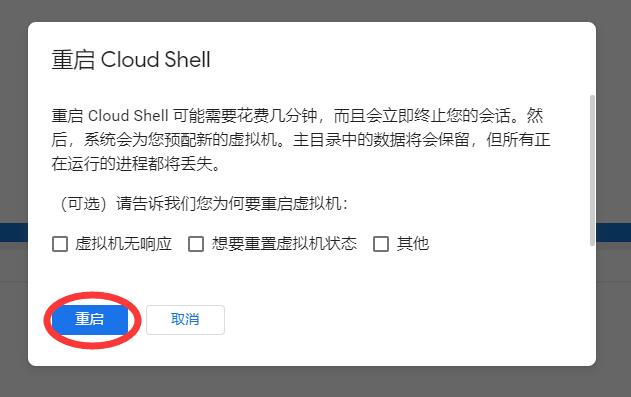 重启 Cloud Shell
重启 Cloud Shell 可能需要花费几分钟，而且会立即终止您的会话。然
后，系统会为您预配新的虚拟机。主目录中的数据将会保留，但所有正
在运行的进程都将丢失。
（可选）请告诉我们您为何要重启虚拟机：
虚拟机无响应 想要重置虚拟机状态 其他
重启 取消